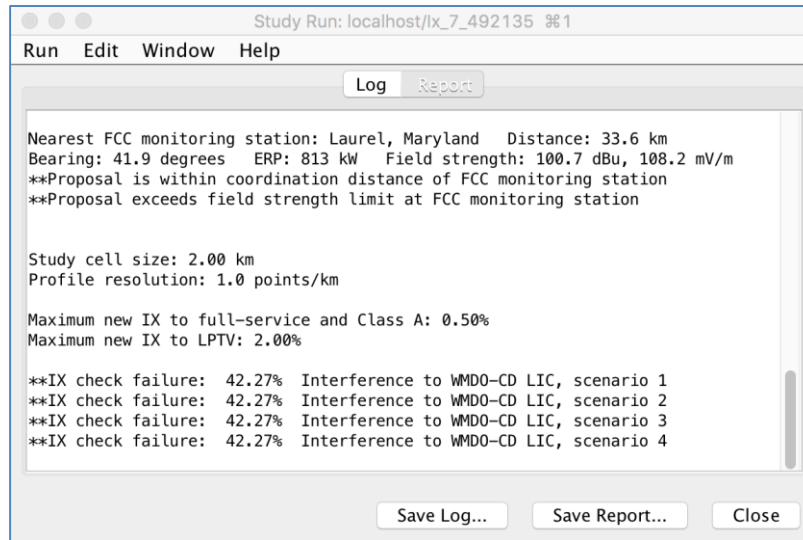 Study Run: localhost/lx_7_492135 ⌘1
Run Edit Window Help
Log Report
Nearest FCC monitoring station: Laurel, Maryland Distance: 33.6 km
Bearing: 41.9 degrees ERP: 813 kW Field strength: 100.7 dBu, 108.2 mV/m
**Proposal is within coordination distance of FCC monitoring station
**Proposal exceeds field strength limit at FCC monitoring station
Study cell size: 2.00 km
Profile resolution: 1.0 points/km
Maximum new IX to full-service and Class A: 0.50%
Maximum new IX to LPTV: 2.00%
**IX check failure: 42.27% Interference to WMDO-CD LIC, scenario 1
**IX check failure: 42.27% Interference to WMDO-CD LIC, scenario 2
**IX check failure: 42.27% Interference to WMDO-CD LIC, scenario 3
**IX check failure: 42.27% Interference to WMDO-CD LIC, scenario 4
Save Log... Save Report... Close